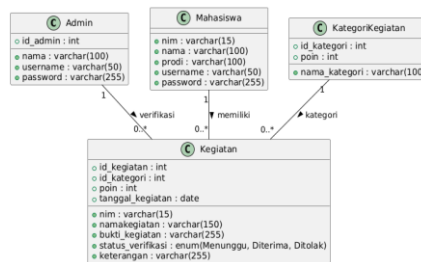 C Admin
id_admin : int
nama : varchar(100)
username : varchar(50)
password : varchar(255)
C Mahasiswa
nim : varchar(15)
nama : varchar(100)
prodi : varchar(100)
username : varchar(50)
password : varchar(255)
C KategoriKegiatan
id_kategori : int
poin : int
nama_kategori : varchar(100
1
verifikasi
0..*
1
memiliki
0..*
1
kategori
0..*
C Kegiatan
id_kegiatan : int
id_kategori : int
poin : int
tanggal_kegiatan : date
nim : varchar(15)
namakegiatan : varchar(150)
bukti_kegiatan : varchar(255)
status_verifikasi : enum(Menunggu, Diterima, Ditolak)
keterangan : varchar(255)